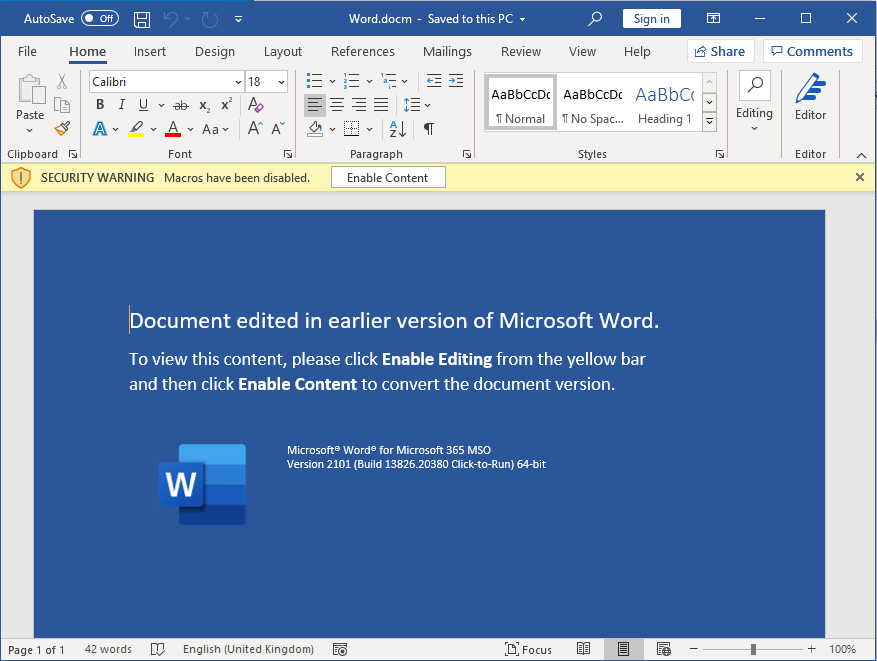 AutoSave Off Word.docm - Saved to this PC Sign in
File Home Insert Design Layout References Mailings Review View Help Share Comments
Paste
Calibri 18
B I U ab x2 x2 A
A A Aa A A
A Z
AaBbCcDc AaBbCcDc AaBbCc
¶ Normal ¶ No Spac... Heading 1
Editing
Editor
Clipboard Font Paragraph Styles Editor
SECURITY WARNING Macros have been disabled. Enable Content
Document edited in earlier version of Microsoft Word.
To view this content, please click Enable Editing from the yellow bar
and then click Enable Content to convert the document version.
W
Microsoft® Word® for Microsoft 365 MSO
Version 2101 (Build 13826.20380 Click-to-Run) 64-bit
Page 1 of 1 42 words English (United Kingdom) Focus 100%